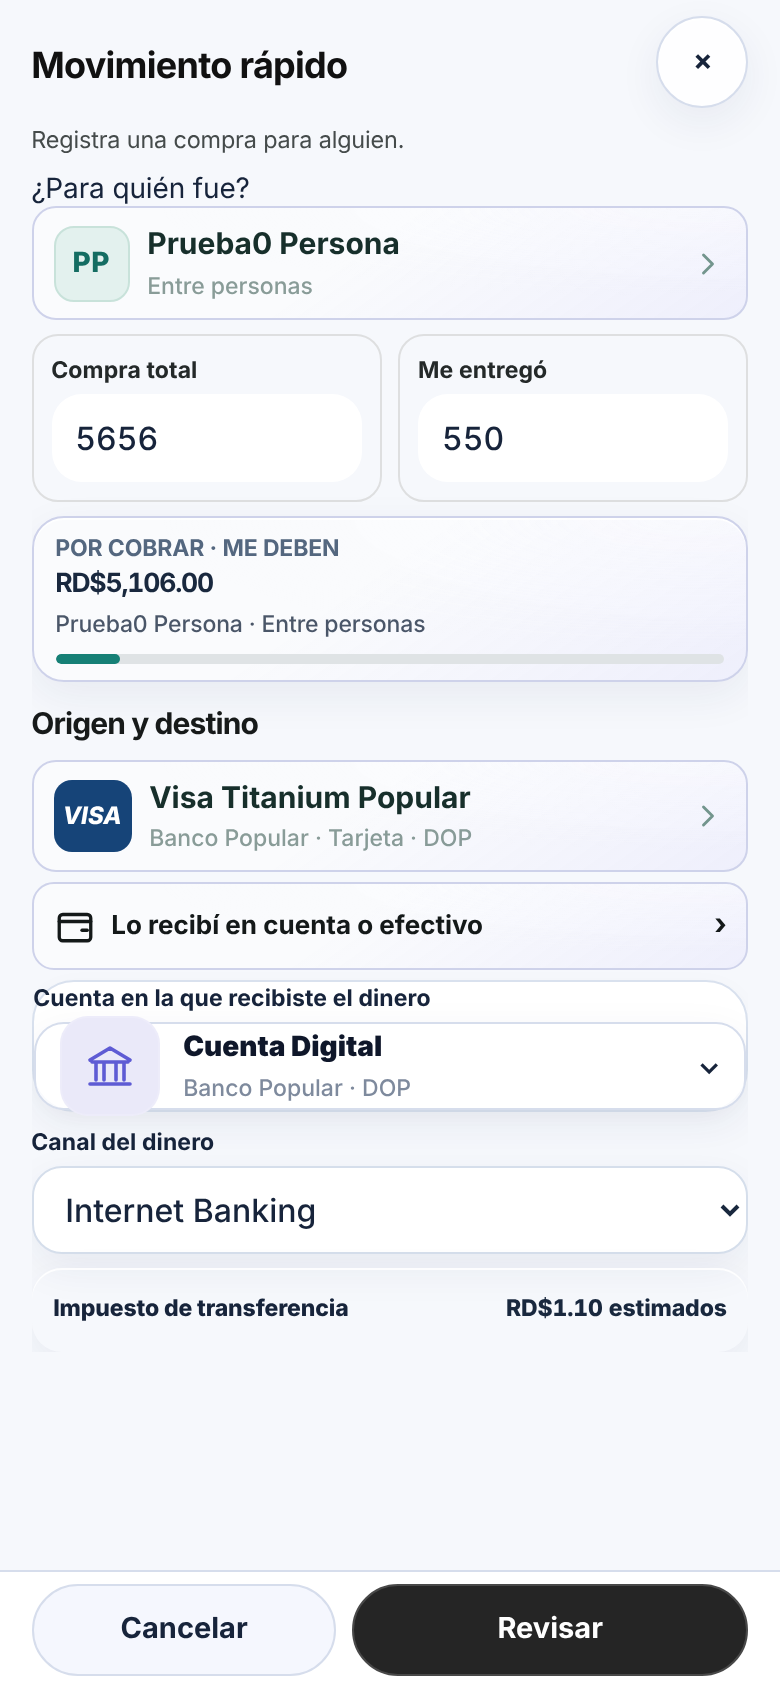 Movimiento rápido
×
Registra una compra para alguien.
¿Para quién fue?
PP
Prueba0 Persona
Entre personas
Compra total
Me entregó
5656
550
POR COBRAR · ME DEBEN
RD$5,106.00
Prueba0 Persona · Entre personas
Origen y destino
VISA
Visa Titanium Popular
Banco Popular · Tarjeta · DOP
Lo recibí en cuenta o efectivo
Cuenta en la que recibiste el dinero
Cuenta Digital
Banco Popular · DOP
Canal del dinero
Internet Banking
Impuesto de transferencia
RD$1.10 estimados
Cancelar
Revisar